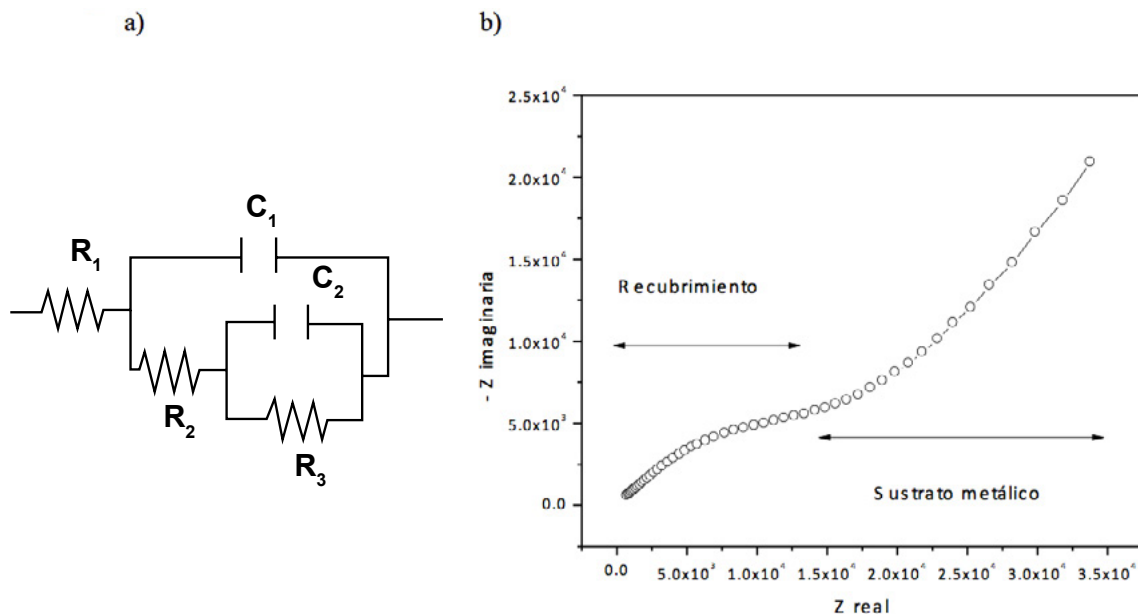 a)
R₁
C₁
C₂
R₂
R₃
b)
- Z imaginaria
2.5x10⁴
2.0x10⁴
1.5x10⁴
1.0x10⁴
5.0x10³
0.0
Recubrimiento
Sustrato metálico
0.0 5.0x10³ 1.0x10⁴ 1.5x10⁴ 2.0x10⁴ 2.5x10⁴ 3.0x10⁴ 3.5x10⁴
Z real